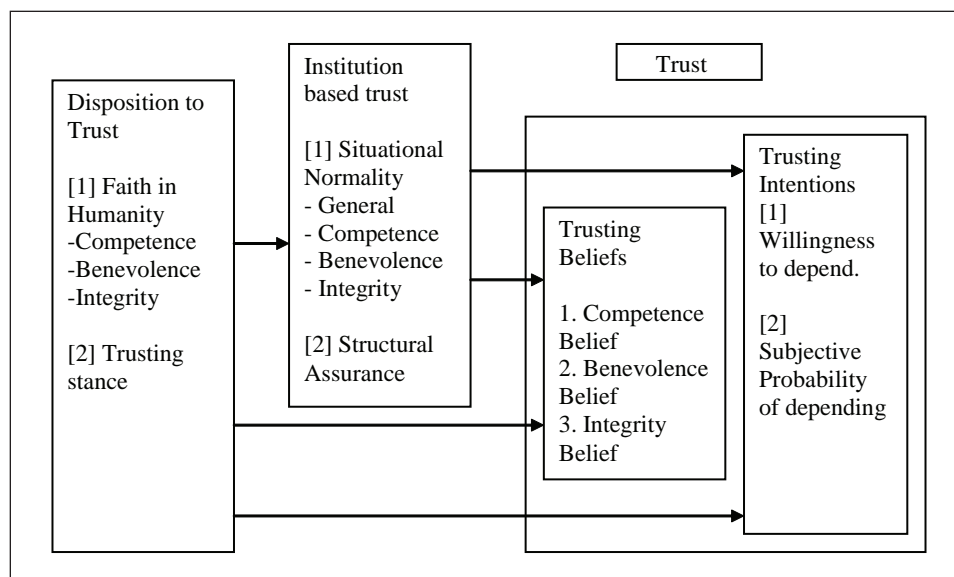 Disposition to
Trust
[1] Faith in
Humanity
-Competence
-Benevolence
-Integrity
[2] Trusting
stance
Institution
based trust
[1] Situational
Normality
- General
- Competence
- Benevolence
- Integrity
[2] Structural
Assurance
Trust
Trusting
Beliefs
1. Competence
Belief
2. Benevolence
Belief
3. Integrity
Belief
Trusting
Intentions
[1]
Willingness
to depend.
[2]
Subjective
Probability
of depending